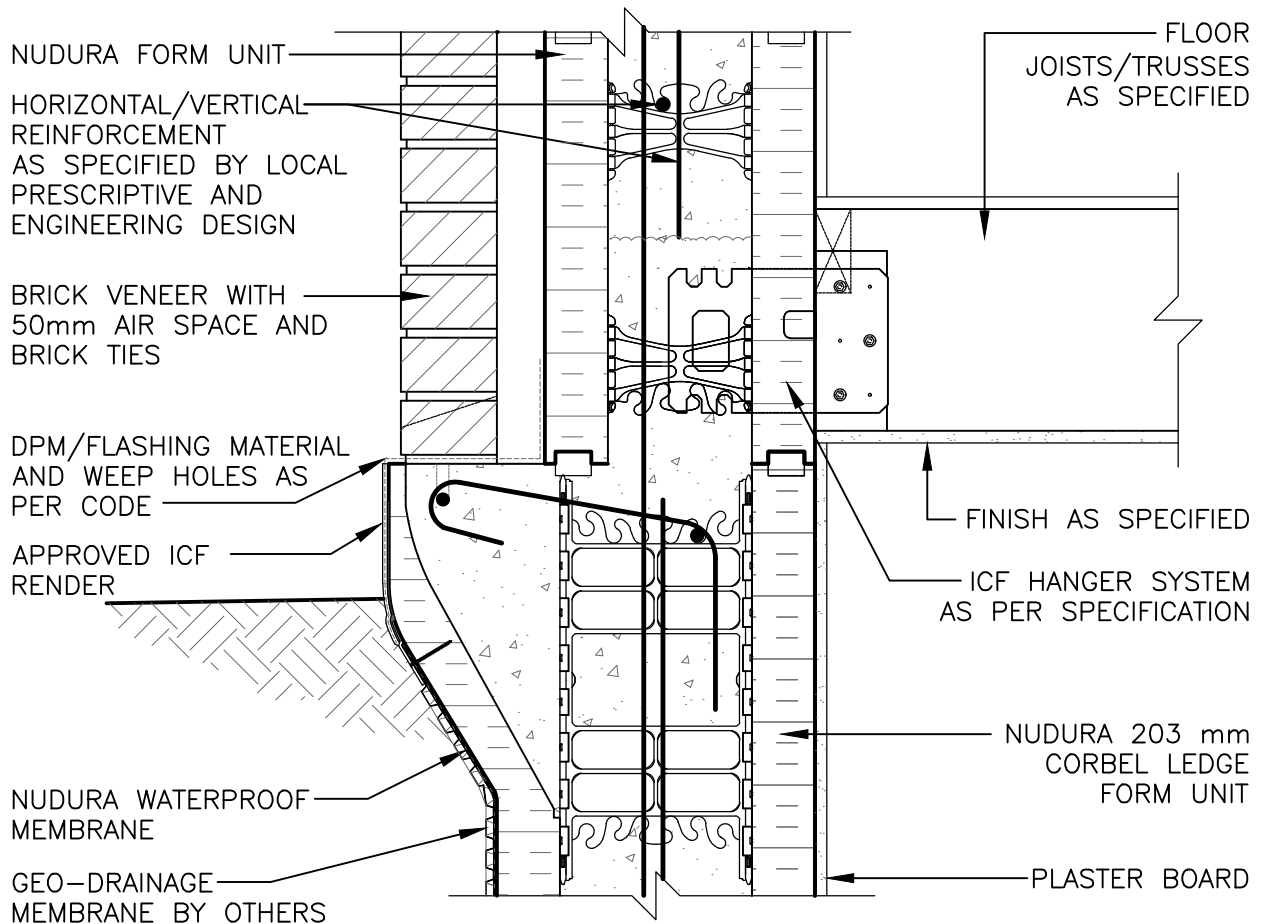 NUDURA FORM UNIT
HORIZONTAL/VERTICAL
REINFORCEMENT
AS SPECIFIED BY LOCAL
PRESCRIPTIVE AND
ENGINEERING DESIGN
BRICK VENEER WITH
50mm AIR SPACE AND
BRICK TIES
DPM/FLASHING MATERIAL
AND WEEP HOLES AS
PER CODE
APPROVED ICF
RENDER
NUDURA WATERPROOF
MEMBRANE
GEO-DRAINAGE
MEMBRANE BY OTHERS
FLOOR
JOISTS/TRUSSES
AS SPECIFIED
FINISH AS SPECIFIED
ICF HANGER SYSTEM
AS PER SPECIFICATION
NUDURA 203 mm
CORBEL LEDGE
FORM UNIT
PLASTER BOARD